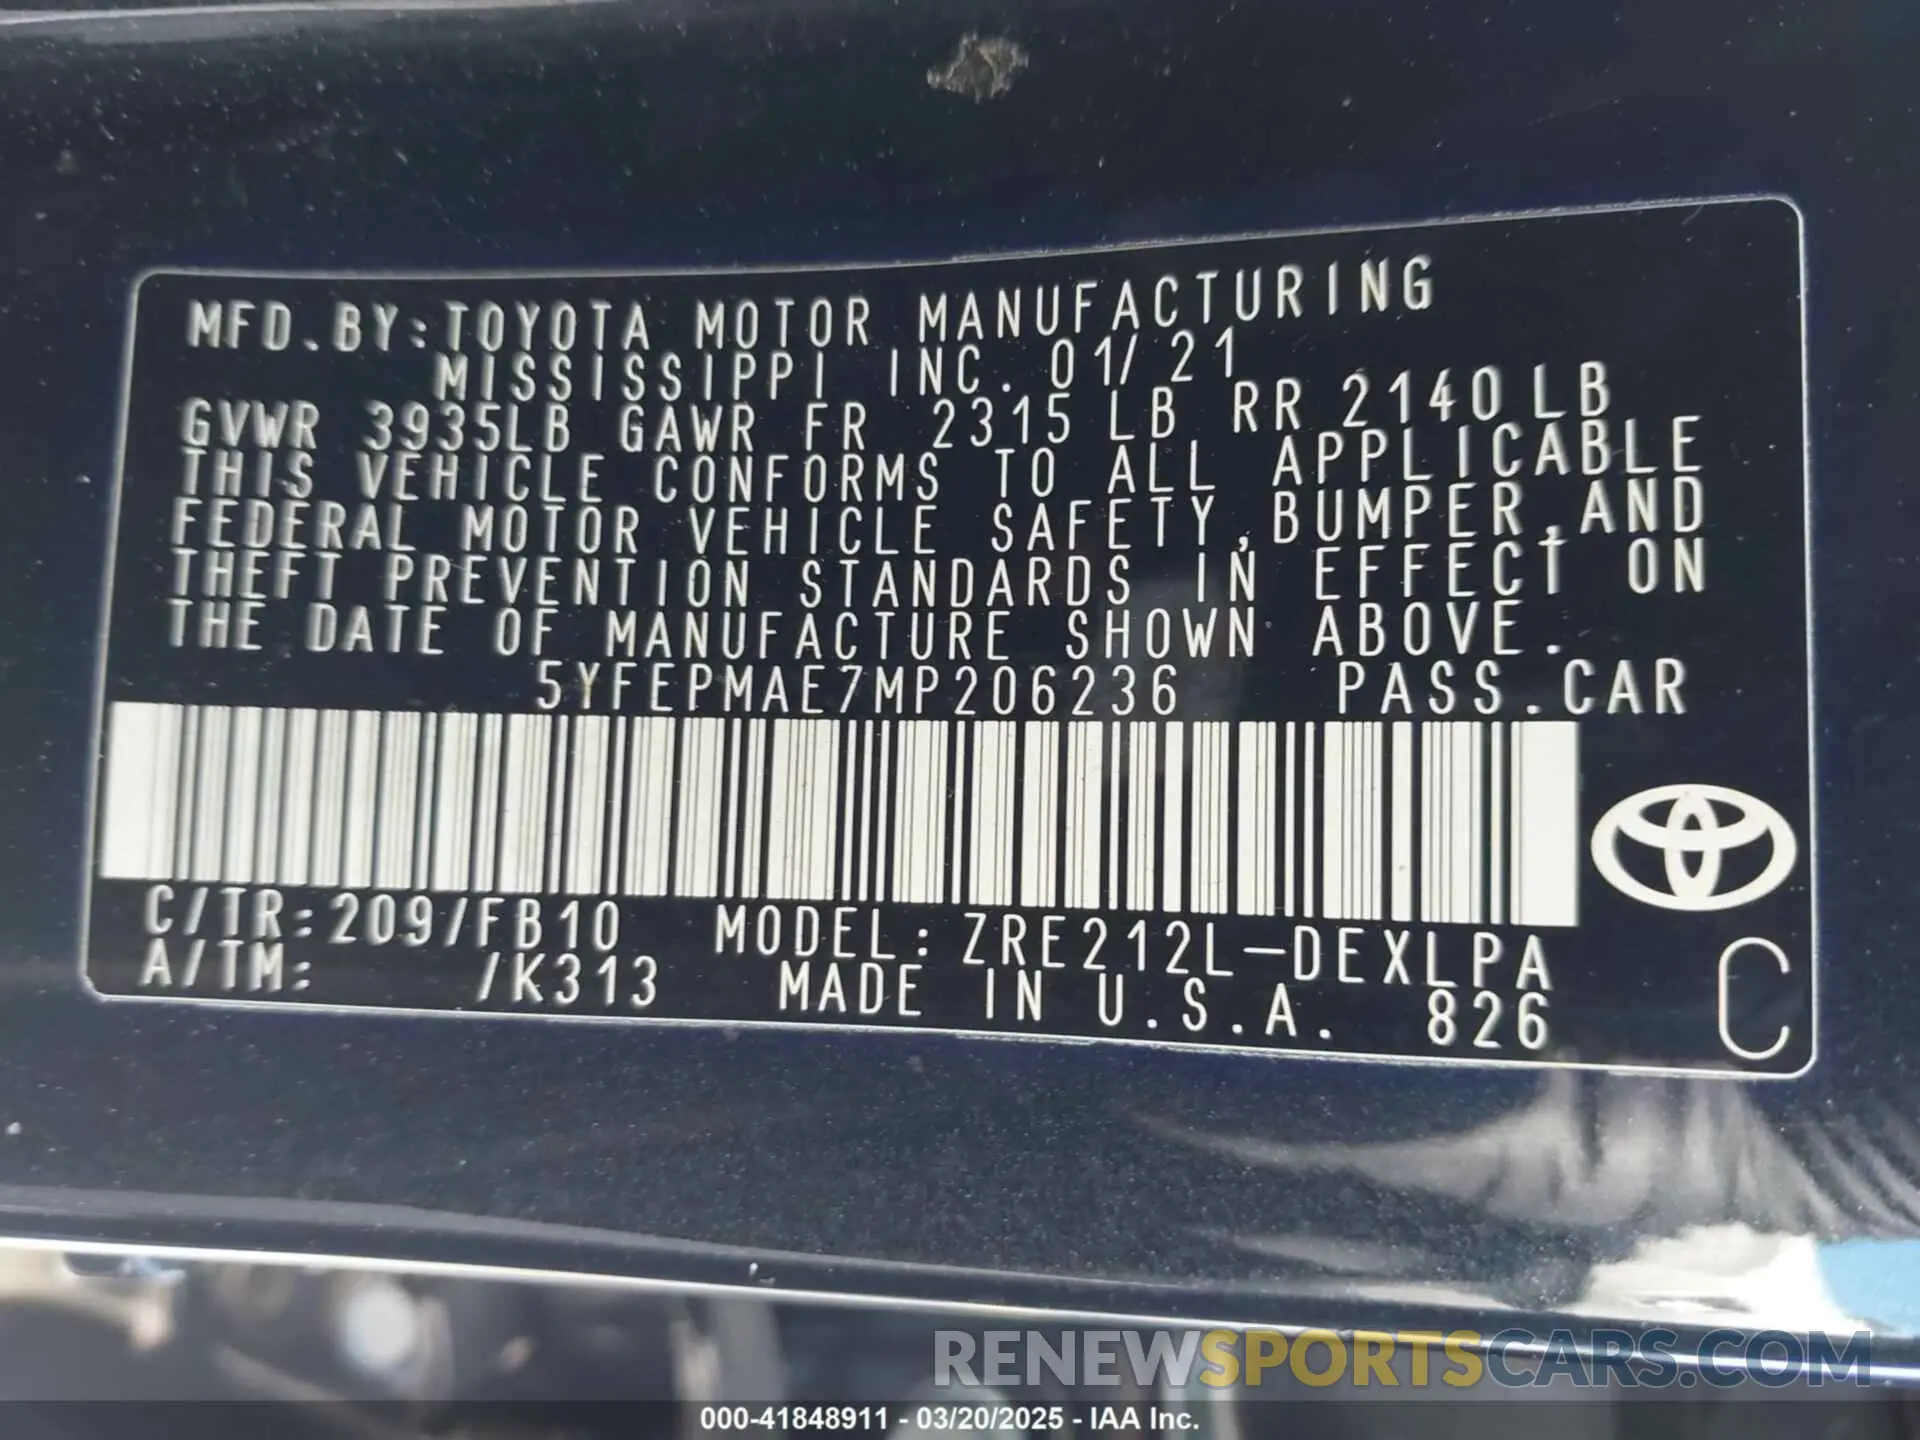 MFD.BY:TOYOTA MOTOR MANUFACTURING
MISSISSIPPI INC. 01/21
GVWR 3935LB GAWR FR 2315 LB RR 2140LB
THIS VEHICLE CONFORMS TO ALL APPLICABLE
FEDERAL MOTOR VEHICLE SAFETY,BUMPER,AND
THEFT PREVENTION STANDARDS IN EFFECT ON
THE DATE OF MANUFACTURE SHOWN ABOVE.
5YFEPMAE7MP206236 PASS.CAR
C/TR:209/FB10 MODEL:ZRE212L-DEXLPA
A/TM: /K313 MADE IN U.S.A. 826
C
RENEWSPORTSCARS.COM
000-41848911 - 03/20/2025 - IAA Inc.